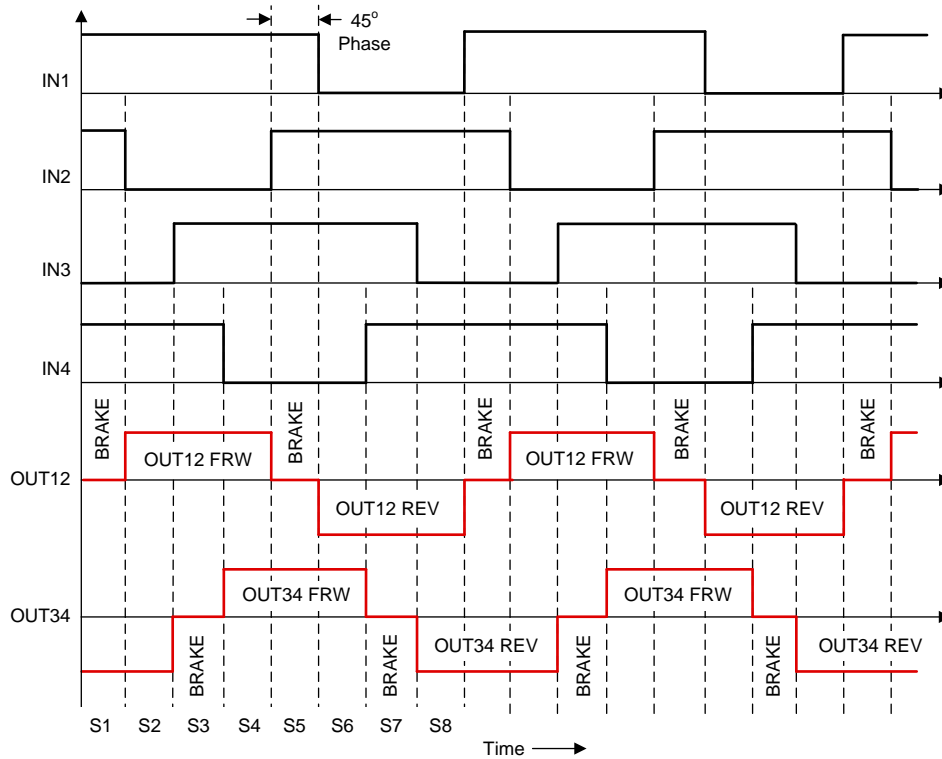 45° Phase
IN1
IN2
IN3
IN4
BRAKE
BRAKE
BRAKE
BRAKE
BRAKE
OUT12 FRW
OUT12 FRW
OUT12
OUT12 REV
OUT12 REV
OUT34 FRW
OUT34 FRW
OUT34
OUT34 REV
OUT34 REV
BRAKE
BRAKE
BRAKE
BRAKE
S1 S2 S3 S4 S5 S6 S7 S8
Time